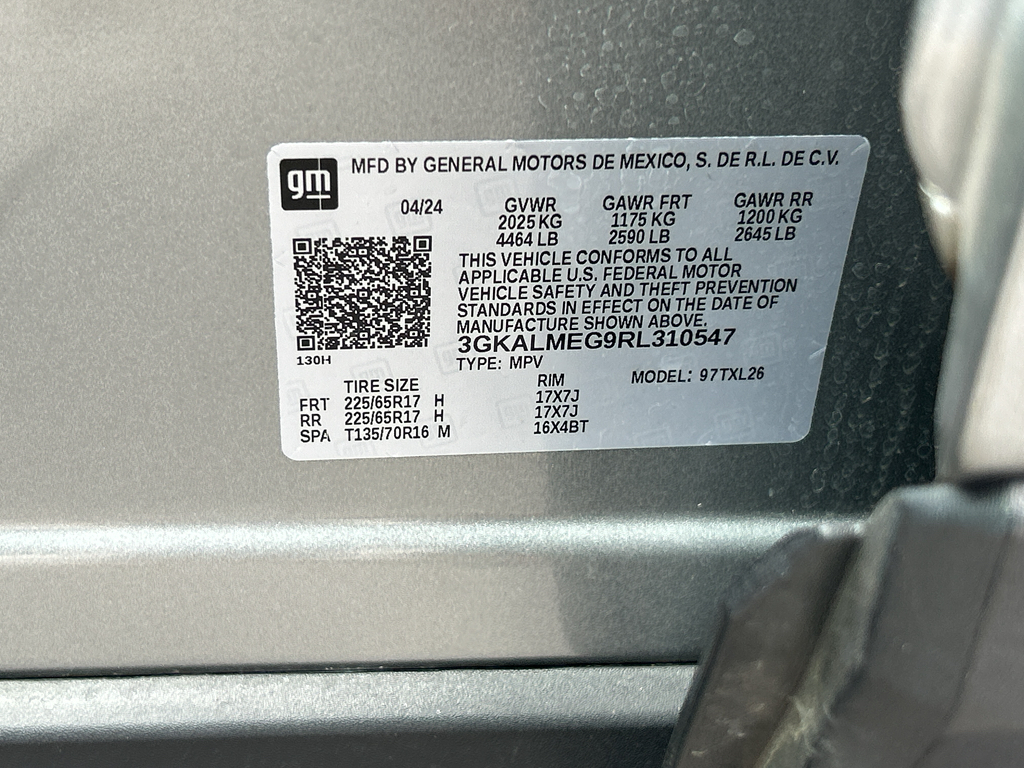 gm
MFD BY GENERAL MOTORS DE MEXICO, S. DE R.L. DE C.V.
04/24 GVWR GAWR FRT GAWR RR
2025 KG 1175 KG 1200 KG
4464 LB 2590 LB 2645 LB
THIS VEHICLE CONFORMS TO ALL
APPLICABLE U.S. FEDERAL MOTOR
VEHICLE SAFETY AND THEFT PREVENTION
STANDARDS IN EFFECT ON THE DATE OF
MANUFACTURE SHOWN ABOVE.
3GKALMEG9RL310547
130H
TYPE: MPV
TIRE SIZE RIM MODEL: 97TXL26
FRT 225/65R17 H 17X7J
RR 225/65R17 H 17X7J
SPA T135/70R16 M 16X4BT